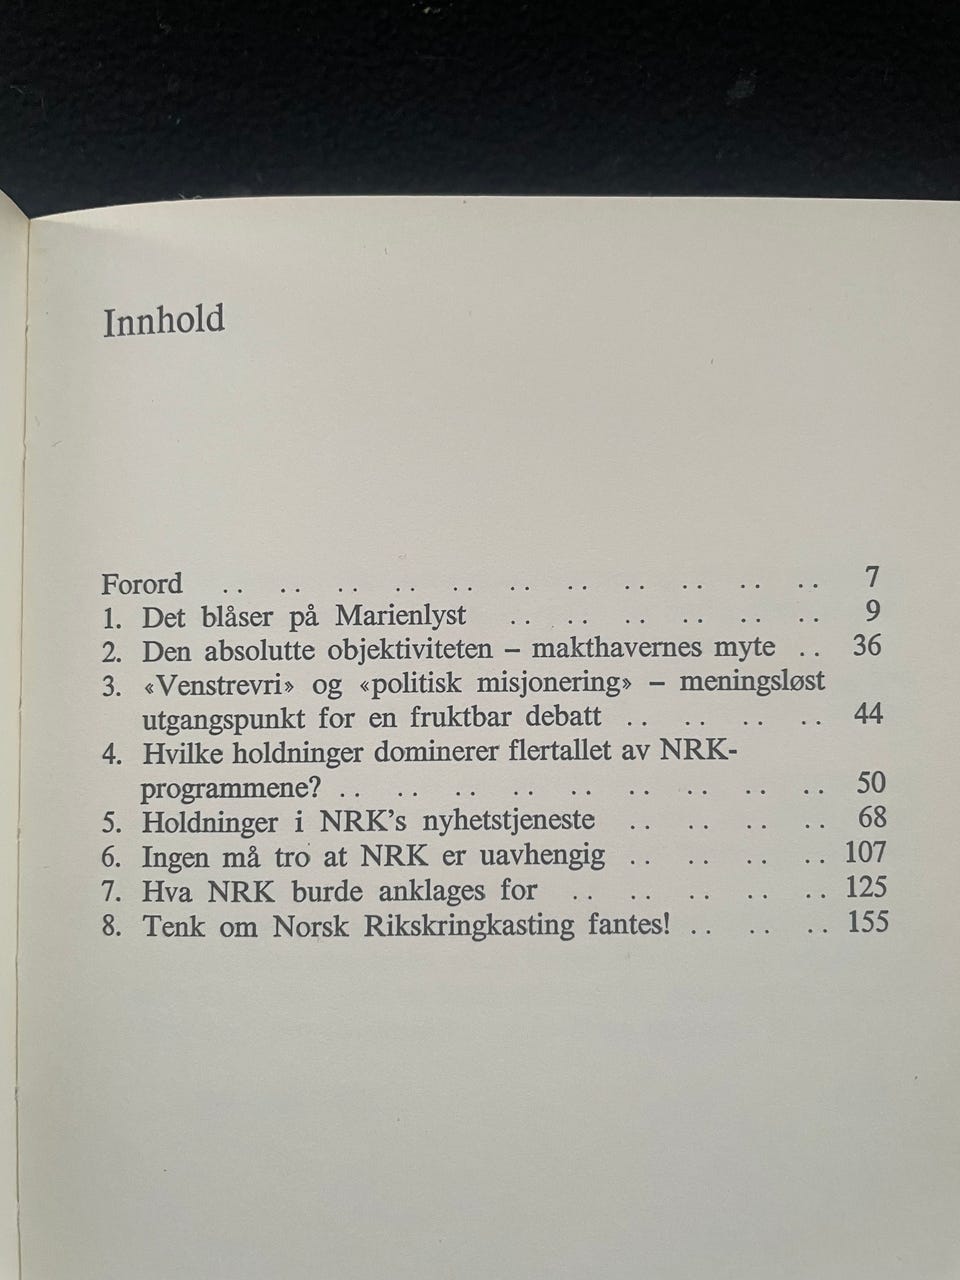 Innhold
Forord .. .. .. .. .. .. .. .. .. .. .. 7
1. Det blåser på Marienlyst .. .. .. .. .. .. 9
2. Den absolutte objektiviteten – makthavernes myte .. 36
3. «Venstrevri» og «politisk misjonering» – meningsløst
utgangspunkt for en fruktbar debatt .. .. .. .. 44
4. Hvilke holdninger dominerer flertallet av NRK-
programmene? .. .. .. .. .. .. .. .. .. 50
5. Holdninger i NRK's nyhetstjeneste .. .. .. .. 68
6. Ingen må tro at NRK er uavhengig .. .. .. .. 107
7. Hva NRK burde anklages for .. .. .. .. .. 125
8. Tenk om Norsk Rikskringkasting fantes! .. .. .. 155